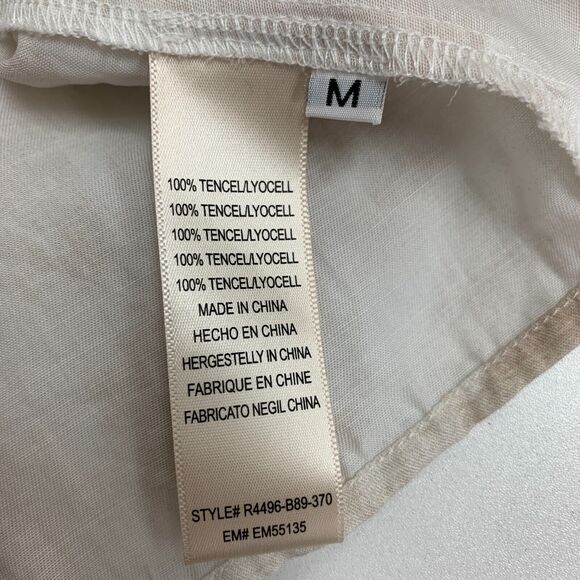 M
100% TENCEL/LYOCELL
100% TENCEL/LYOCELL
100% TENCEL/LYOCELL
100% TENCEL/LYOCELL
100% TENCEL/LYOCELL
MADE IN CHINA
HECHO EN CHINA
HERGESTELLY IN CHINA
FABRIQUE EN CHINE
FABRICATO NEGIL CHINA
STYLE# R4496-B89-370
EM# EM55135